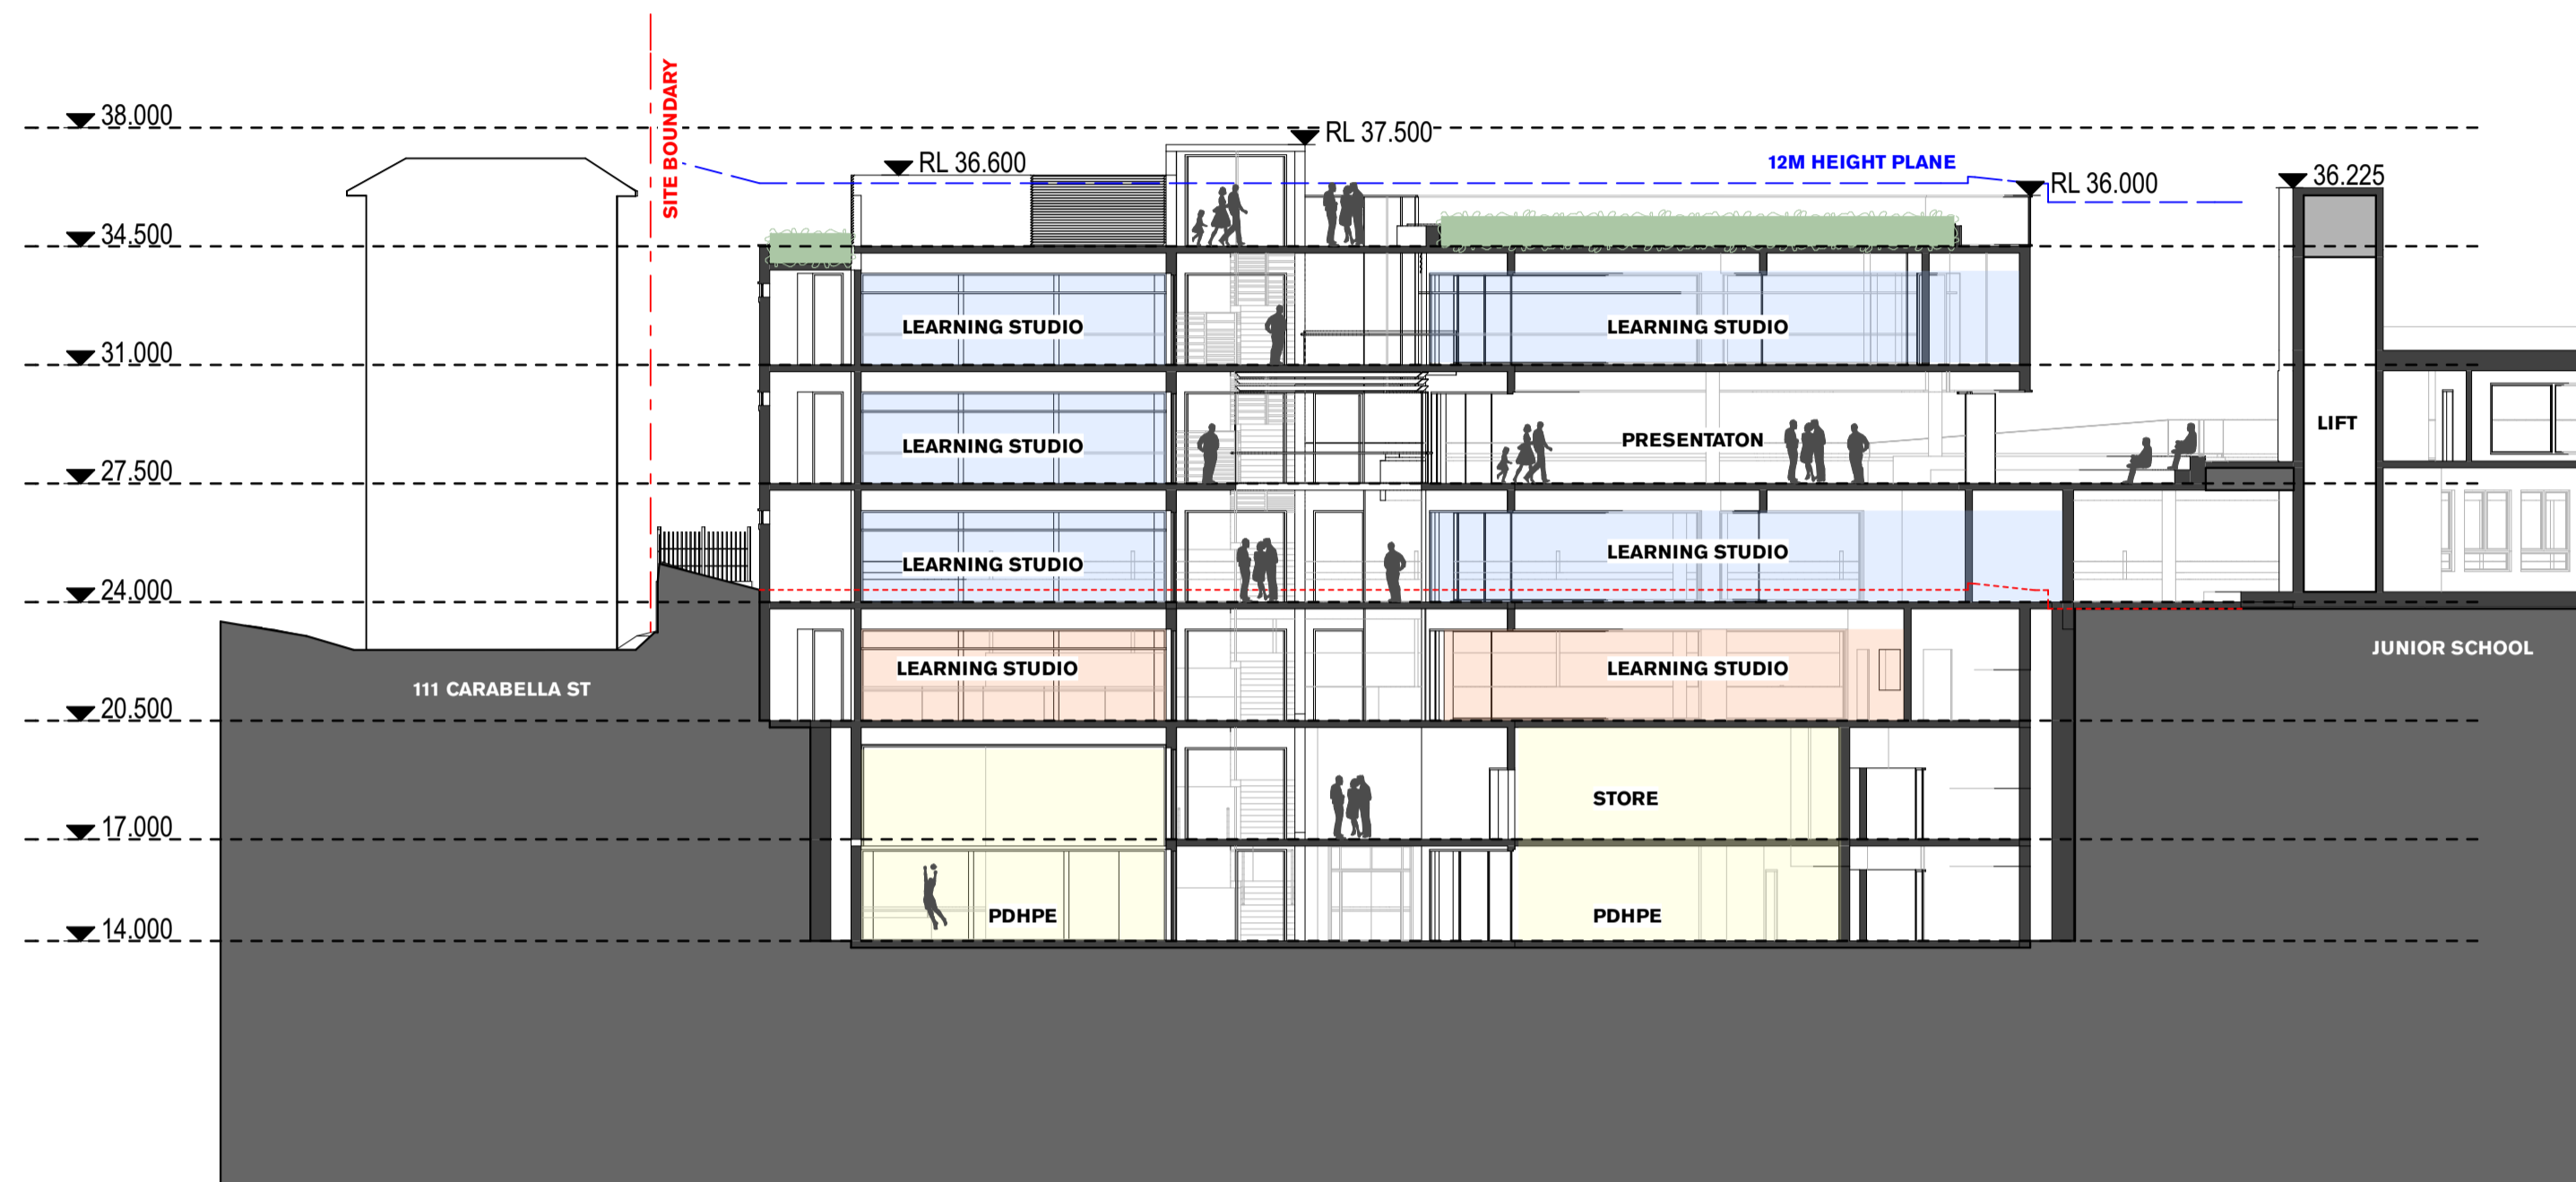 38.000
SITE BOUNDARY
RL 37.500
RL 36.600
12M HEIGHT PLANE
RL 36.000
36.225
34.500
LEARNING STUDIO
LEARNING STUDIO
31.000
LEARNING STUDIO
PRESENTATON
LIFT
27.500
LEARNING STUDIO
LEARNING STUDIO
24.000
LEARNING STUDIO
LEARNING STUDIO
JUNIOR SCHOOL
111 CARABELLA ST
20.500
STORE
17.000
PDHPE
PDHPE
14.000